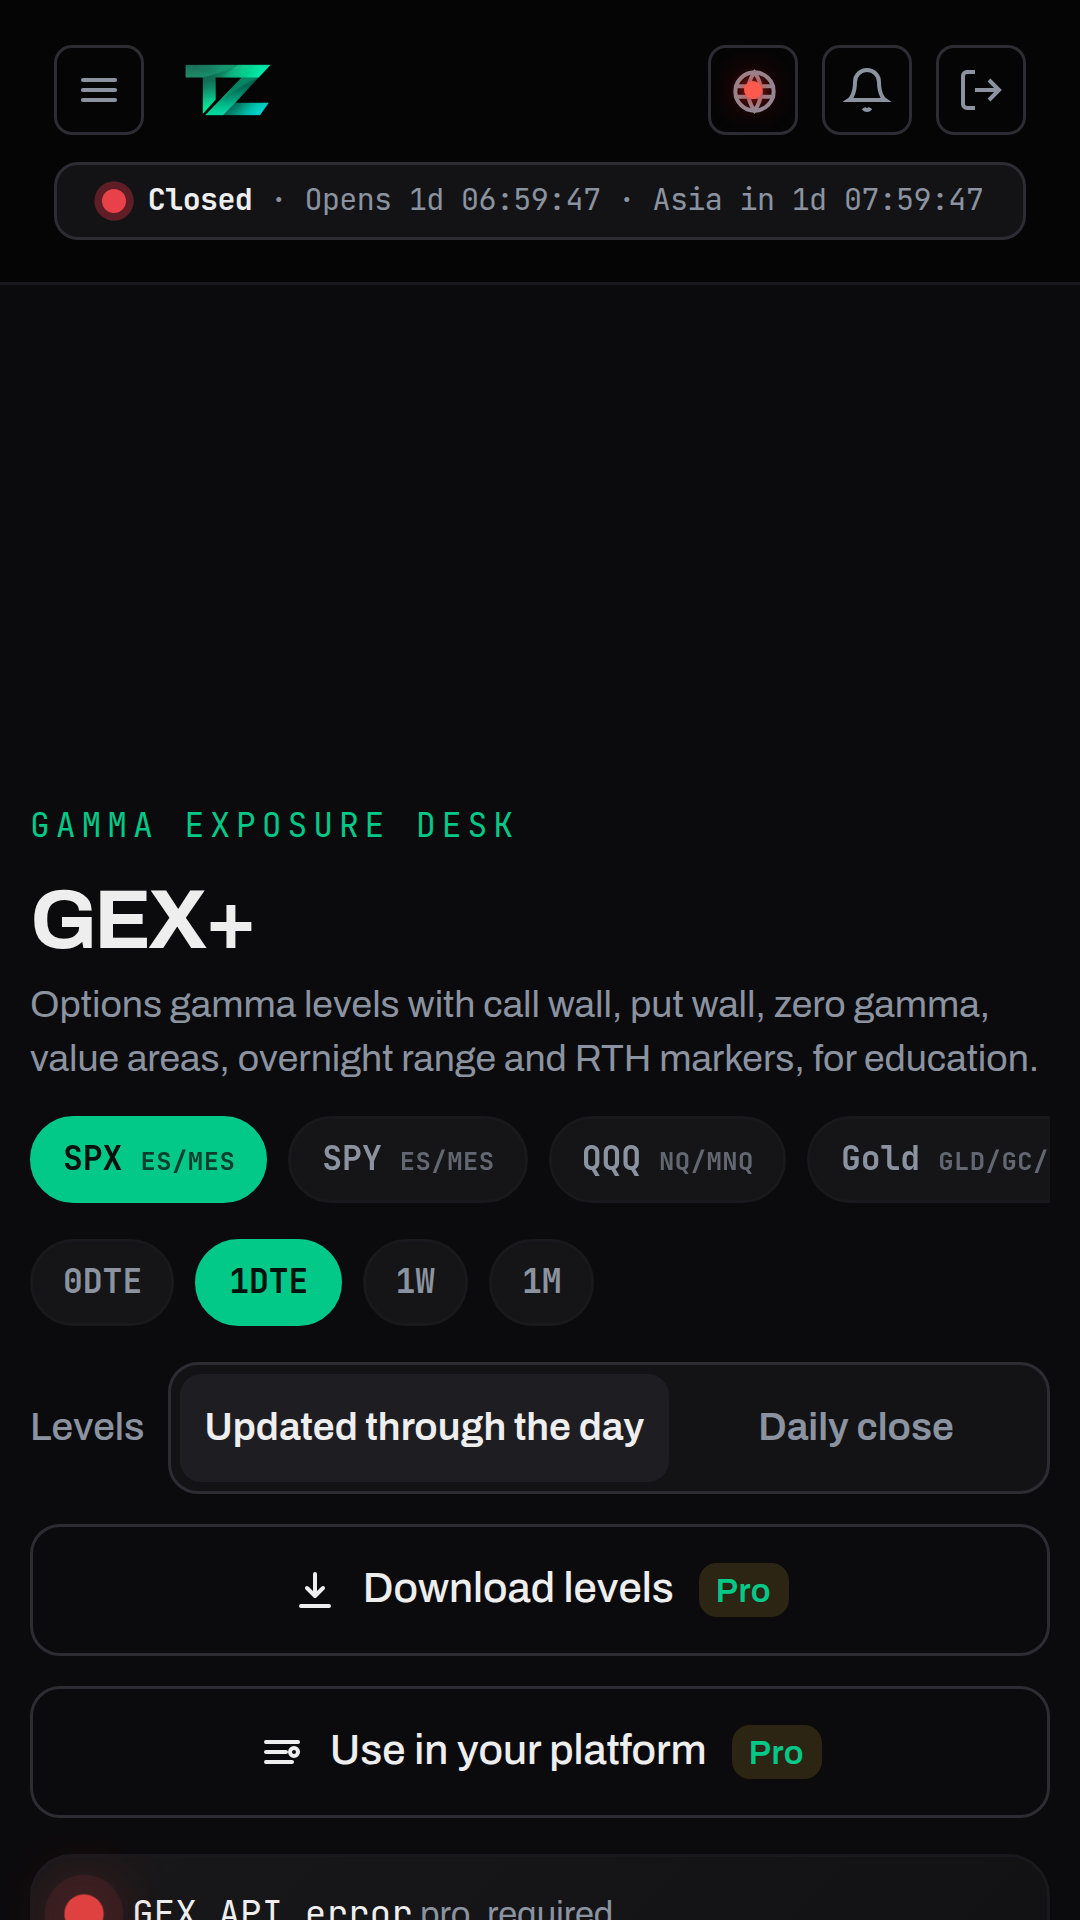 TZ
Closed · Opens 1d 06:59:47 · Asia in 1d 07:59:47
GAMMA EXPOSURE DESK
GEX+
Options gamma levels with call wall, put wall, zero gamma,
value areas, overnight range and RTH markers, for education.
SPX ES/MES SPY ES/MES QQQ NQ/MNQ Gold GLD/GC/
0DTE 1DTE 1W 1M
Levels Updated through the day Daily close
Download levels Pro
Use in your platform Pro
GEX API error pro_required